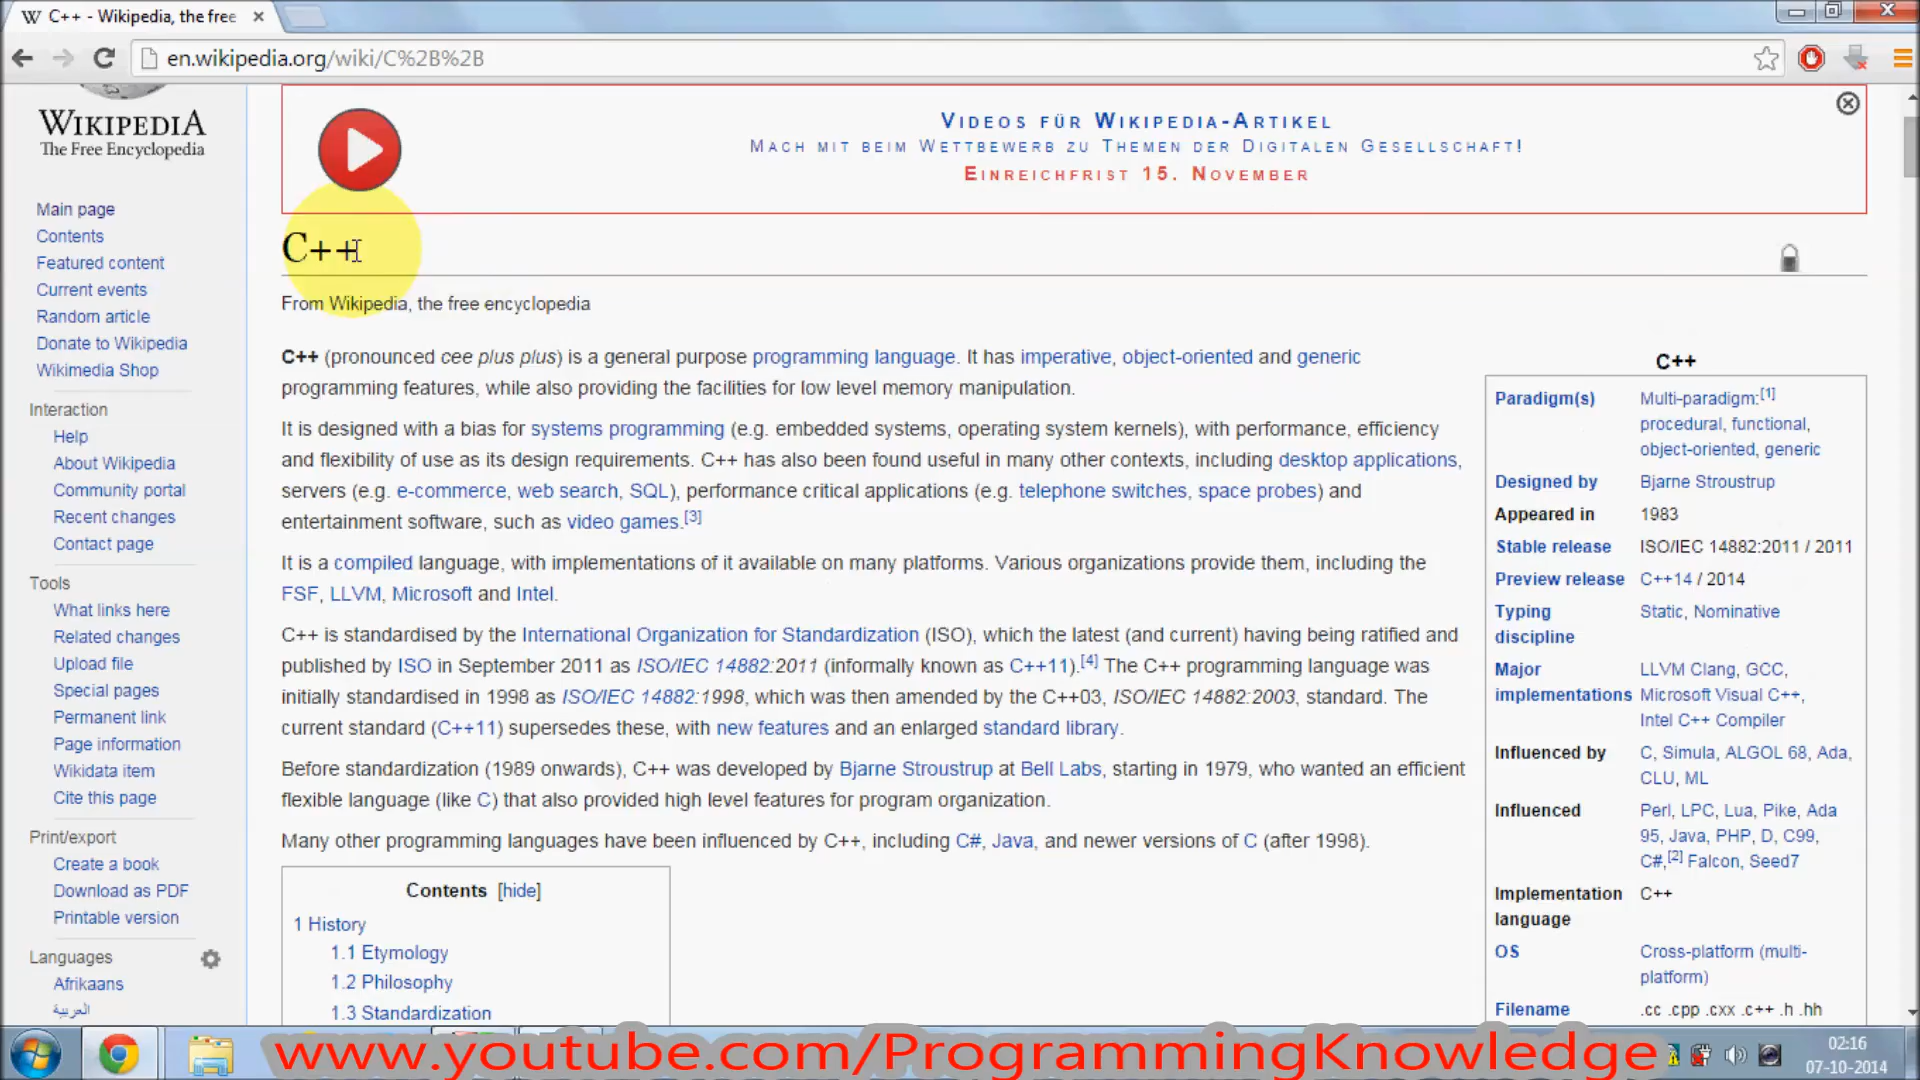 C++ - Wikipedia, the free
en.wikipedia.org/wiki/C%2B%2B
WIKIPEDIA
The Free Encyclopedia
Main page
Contents
Featured content
Current events
Random article
Donate to Wikipedia
Wikimedia Shop
Interaction
Help
About Wikipedia
Community portal
Recent changes
Contact page
Tools
What links here
Related changes
Upload file
Special pages
Permanent link
Page information
Wikidata item
Cite this page
Print/export
Create a book
Download as PDF
Printable version
Languages
Afrikaans
العربية
Videos für Wikipedia-Artikel
Mach mit beim Wettbewerb zu Themen der Digitalen Gesellschaft!
Einreichfrist 15. November
C++
From Wikipedia, the free encyclopedia
C++ (pronounced cee plus plus) is a general purpose programming language. It has imperative, object-oriented and generic
programming features, while also providing the facilities for low level memory manipulation.
It is designed with a bias for systems programming (e.g. embedded systems, operating system kernels), with performance, efficiency
and flexibility of use as its design requirements. C++ has also been found useful in many other contexts, including desktop applications,
servers (e.g. e-commerce, web search, SQL), performance critical applications (e.g. telephone switches, space probes) and
entertainment software, such as video games.[3]
It is a compiled language, with implementations of it available on many platforms. Various organizations provide them, including the
FSF, LLVM, Microsoft and Intel.
C++ is standardised by the International Organization for Standardization (ISO), which the latest (and current) having being ratified and
published by ISO in September 2011 as ISO/IEC 14882:2011 (informally known as C++11).[4] The C++ programming language was
initially standardised in 1998 as ISO/IEC 14882:1998, which was then amended by the C++03, ISO/IEC 14882:2003, standard. The
current standard (C++11) supersedes these, with new features and an enlarged standard library.
Before standardization (1989 onwards), C++ was developed by Bjarne Stroustrup at Bell Labs, starting in 1979, who wanted an efficient
flexible language (like C) that also provided high level features for program organization.
Many other programming languages have been influenced by C++, including C#, Java, and newer versions of C (after 1998).
Contents [hide]
1 History
1.1 Etymology
1.2 Philosophy
1.3 Standardization
C++
Paradigm(s) Multi-paradigm:[1]
procedural, functional,
object-oriented, generic
Designed by Bjarne Stroustrup
Appeared in 1983
Stable release ISO/IEC 14882:2011 / 2011
Preview release C++14 / 2014
Typing Static, Nominative
discipline
Major LLVM Clang, GCC,
implementations Microsoft Visual C++,
Intel C++ Compiler
Influenced by C, Simula, ALGOL 68, Ada,
CLU, ML
Influenced Perl, LPC, Lua, Pike, Ada
95, Java, PHP, D, C99,
C#,[2] Falcon, Seed7
Implementation C++
language
OS Cross-platform (multi-
platform)
Filename .cc .cpp .cxx .c++ .h .hh
www.youtube.com/ProgrammingKnowledge
02:16
07-10-2014